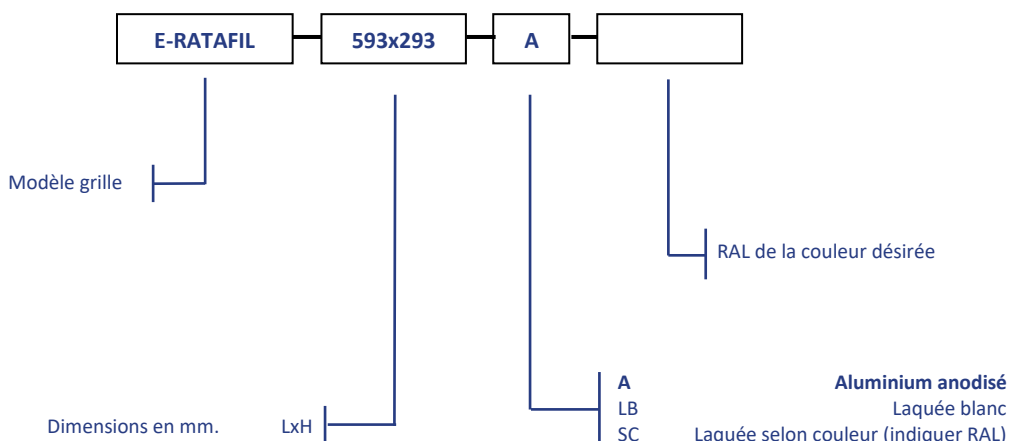 E-RATAFIL 593x293 A
Modèle grille
RAL de la couleur désirée
A Aluminium anodisé
LB Laquée blanc
Dimensions en mm. LxH
SC Laquée selon couleur (indiquer RAL)